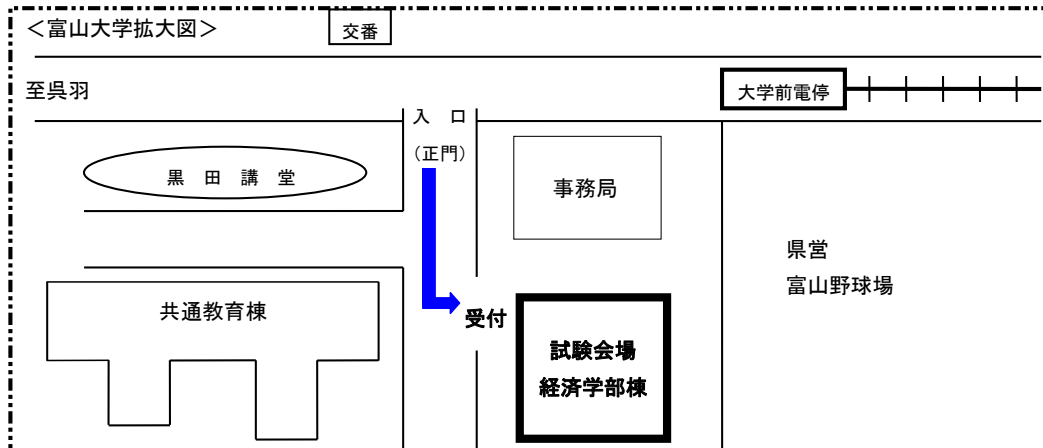 ＜富山大学拡大図＞
交番
至呉羽
大学前電停
入　口
（正門）
黒　田　講　堂
事務局
県営
富山野球場
共通教育棟
受付
試験会場
経済学部棟